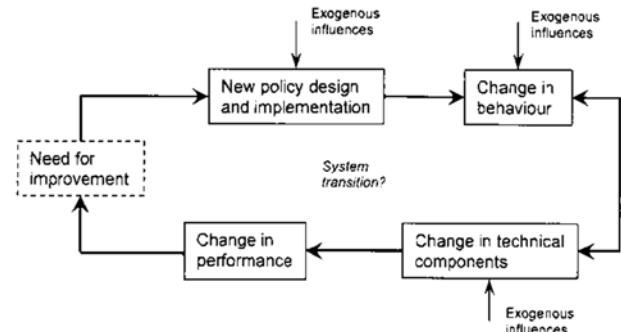 Exogenous
influences
Exogenous
influences
New policy design
and implementation
Change in
behaviour
Need for
improvement
System
transition?
Change in
performance
Change in technical
components
Exogenous
influences